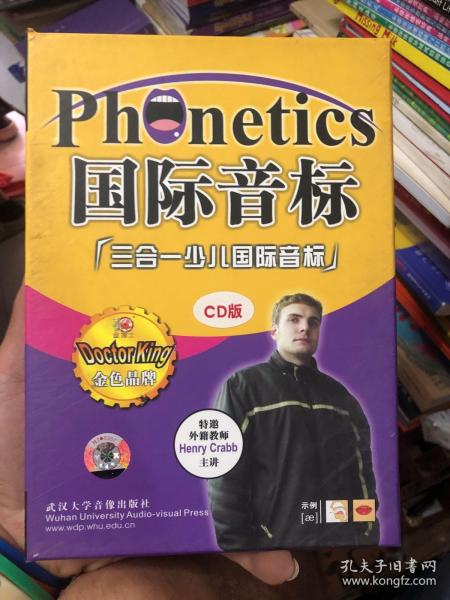 Phonetics
国际音标
「三合一少儿国际音标」
CD版
金博士
Doctor King
金色品牌
特邀
外籍教师
Henry Crabb
主讲
武汉大学音像出版社
Wuhan University Audio-visual Press
www.wdp.whu.edu.cn
示例
[æ]
孔夫子旧书网
www.kongfz.com